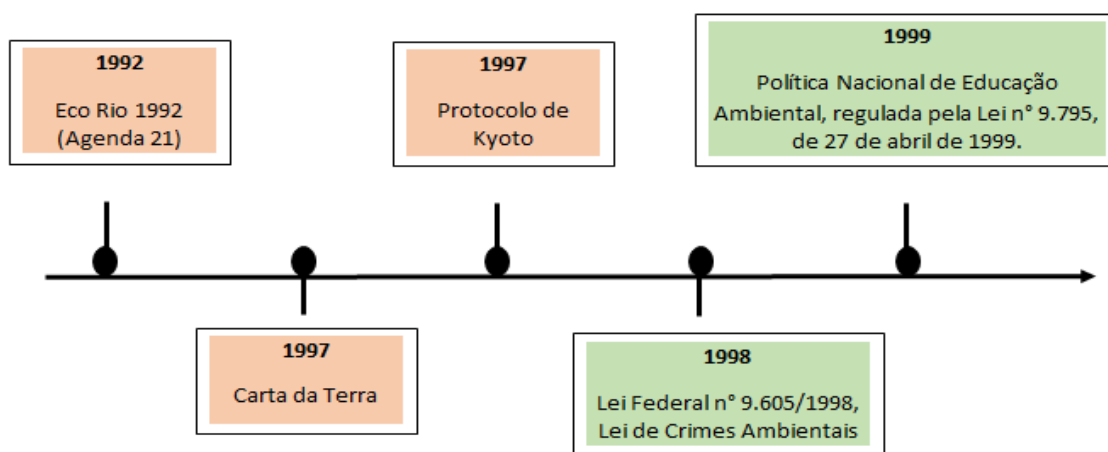 1992
Eco Rio 1992
(Agenda 21)
1997
Protocolo de
Kyoto
1999
Política Nacional de Educação
Ambiental, regulada pela Lei n° 9.795,
de 27 de abril de 1999.
1997
Carta da Terra
1998
Lei Federal n° 9.605/1998,
Lei de Crimes Ambientais